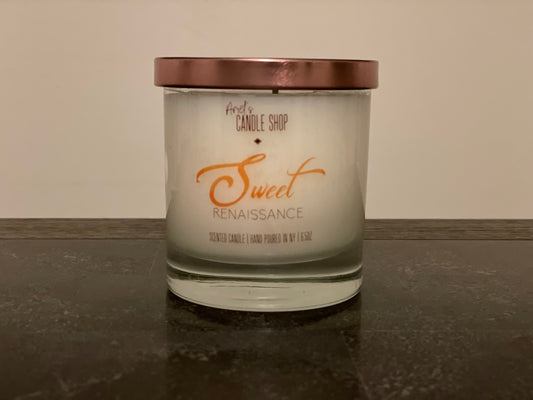 Ariel's
CANDLE SHOP
Sweet
RENAISSANCE
SCENTED CANDLE | HAND POURED IN NY | 6.5OZ